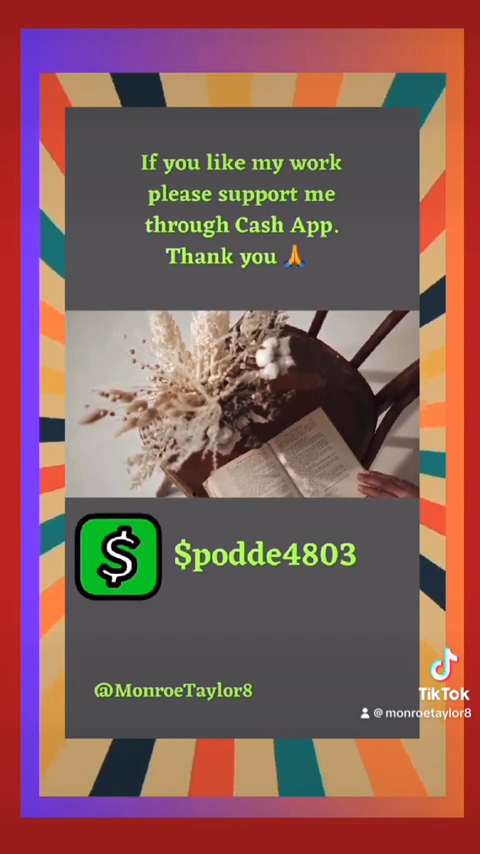 If you like my work
please support me
through Cash App.
Thank you 🙏
$
$podde4803
@MonroeTaylor8
TikTok
@monroetaylor8